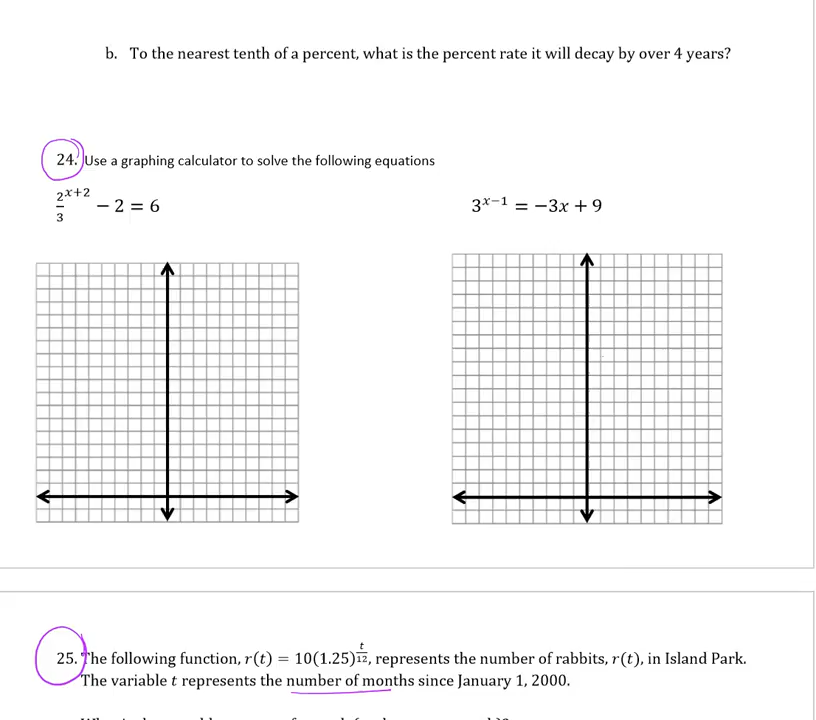 b. To the nearest tenth of a percent, what is the percent rate it will decay by over 4 years?
24. Use a graphing calculator to solve the following equations
2/3^(x+2) − 2 = 6
3^(x−1) = −3x + 9
25. The following function, r(t) = 10(1.25)^(t/12), represents the number of rabbits, r(t), in Island Park.
The variable t represents the number of months since January 1, 2000.